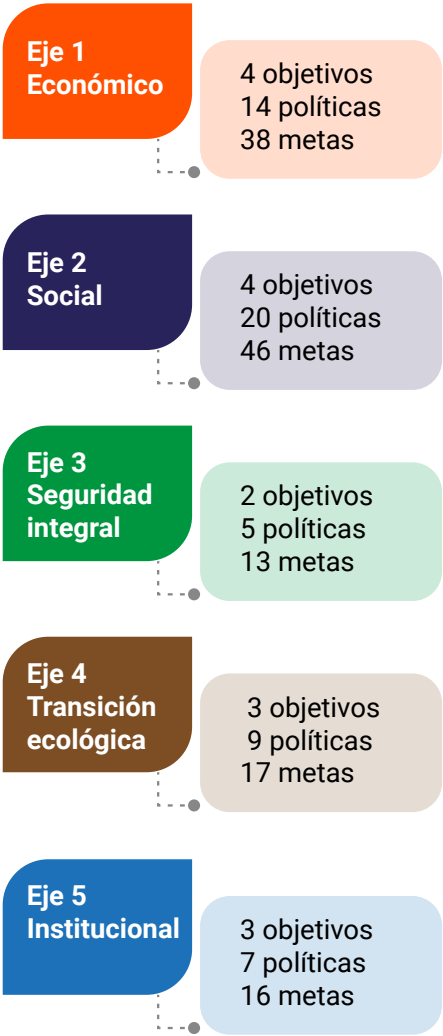 Eje 1
Económico
4 objetivos
14 políticas
38 metas
Eje 2
Social
4 objetivos
20 políticas
46 metas
Eje 3
Seguridad
integral
2 objetivos
5 políticas
13 metas
Eje 4
Transición
ecológica
3 objetivos
9 políticas
17 metas
Eje 5
Institucional
3 objetivos
7 políticas
16 metas